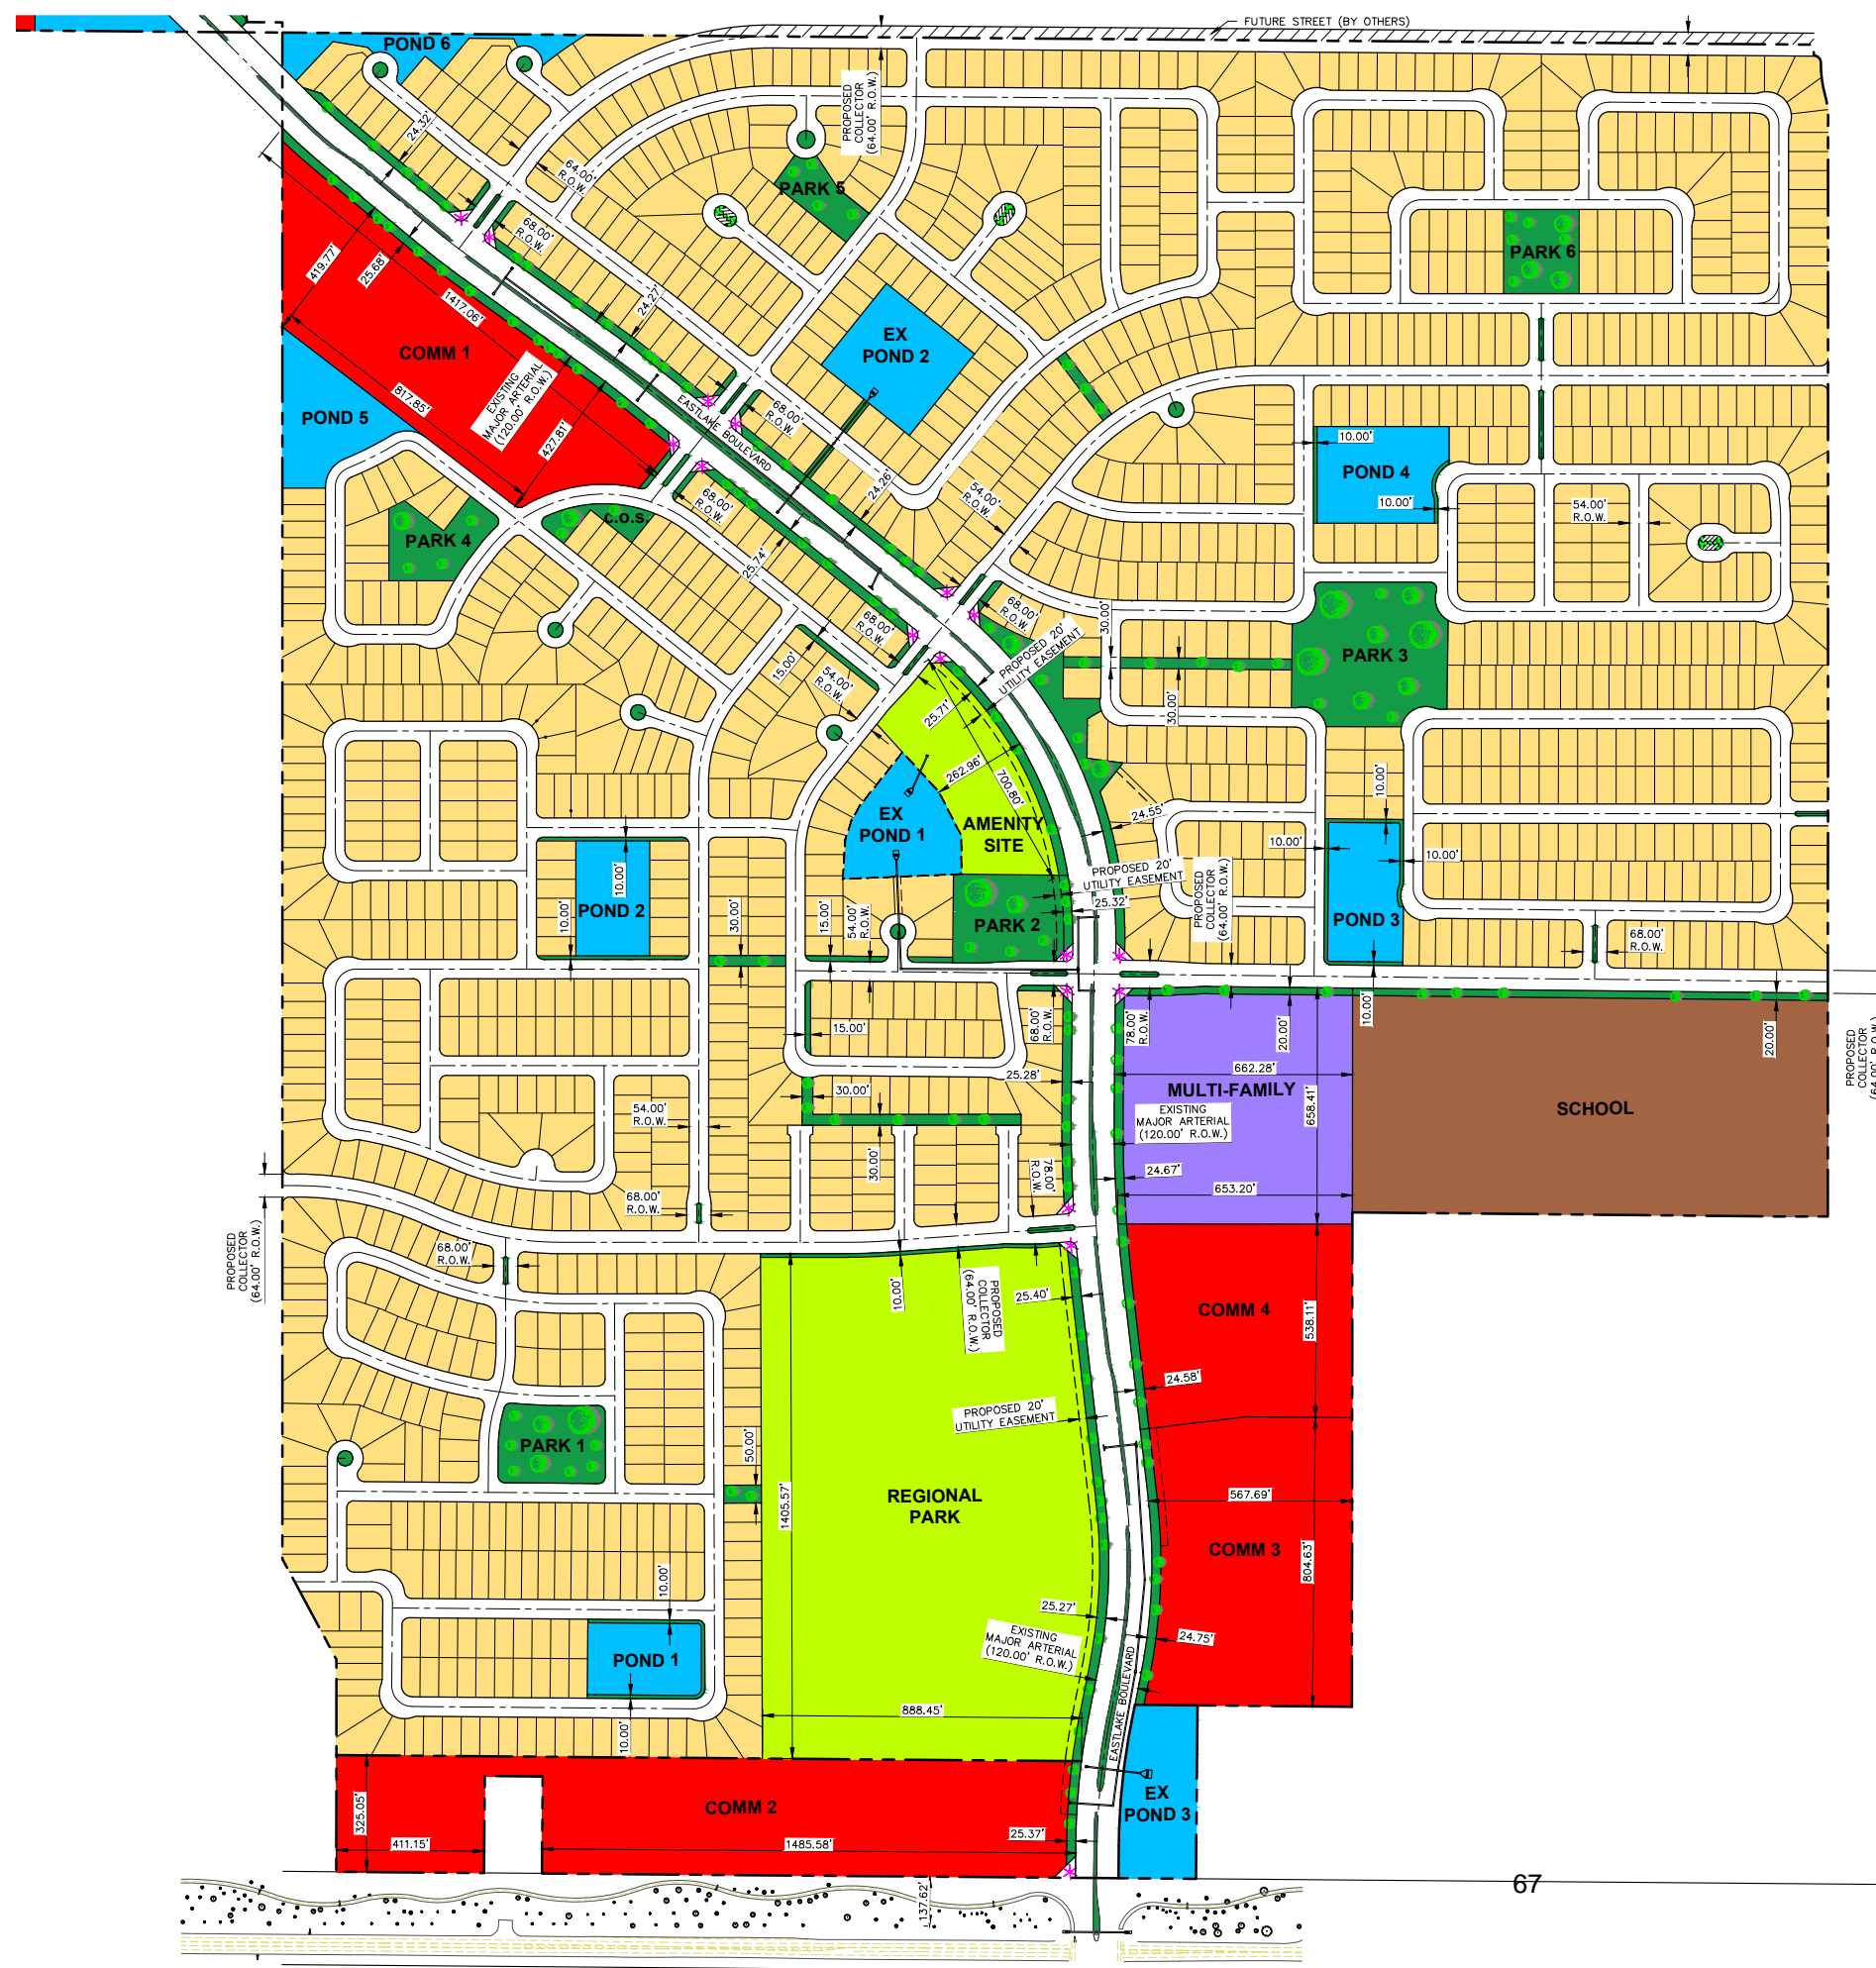 FUTURE STREET (BY OTHERS)
POND 6
PROPOSED
COLLECTOR
(64.00' R.O.W.)
24.32'
64.00'
R.O.W.
PARK 5
68.00'
R.O.W.
PARK 6
419.77'
25.68'
1417.06'
24.27'
EX
POND 2
COMM 1
EXISTING
MAJOR ARTERIAL
(120.00' R.O.W.)
817.85'
427.81'
POND 5
EASTLAKE BOULEVARD
68.00'
R.O.W.
10.00'
POND 4
10.00'
54.00'
R.O.W.
24.26'
54.00'
R.O.W.
68.00'
R.O.W.
c.o.s.
PARK 4
25.74'
68.00'
R.O.W.
68.00'
R.O.W.
30.00'
PROPOSED 20'
UTILITY EASEMENT
PARK 3
15.00'
54.00'
R.O.W.
25.71'
30.00'
262.96'
700.80'
EX
POND 1
AMENITY
SITE
24.55'
10.00'
10.00'
10.00'
PROPOSED 20'
UTILITY EASEMENT
PROPOSED
COLLECTOR
(64.00' R.O.W.)
25.32'
10.00'
POND 2
10.00'
30.00'
15.00'
54.00'
R.O.W.
PARK 2
POND 3
68.00'
R.O.W.
10.00'
20.00'
20.00'
68.00'
R.O.W.
78.00'
R.O.W.
15.00'
25.28'
662.28'
MULTI-FAMILY
658.41'
SCHOOL
PROPOSED
COLLECTOR
(64.00' R.O.W.)
30.00'
EXISTING
MAJOR ARTERIAL
(120.00' R.O.W.)
54.00'
R.O.W.
30.00'
78.00'
R.O.W.
24.67'
653.20'
68.00'
R.O.W.
PROPOSED
COLLECTOR
(64.00' R.O.W.)
68.00'
R.O.W.
10.00'
PROPOSED
COLLECTOR
(64.00' R.O.W.)
25.40'
COMM 4
538.11'
24.58'
PROPOSED 20'
UTILITY EASEMENT
PARK 1
50.00'
1405.57'
REGIONAL
PARK
567.69'
COMM 3
804.63'
10.00'
25.27'
EXISTING
MAJOR ARTERIAL
(120.00' R.O.W.)
24.75'
POND 1
10.00'
888.45'
EASTLAKE BOULEVARD
325.05'
COMM 2
EX
POND 3
411.15'
1485.58'
25.37'
137.62'
67